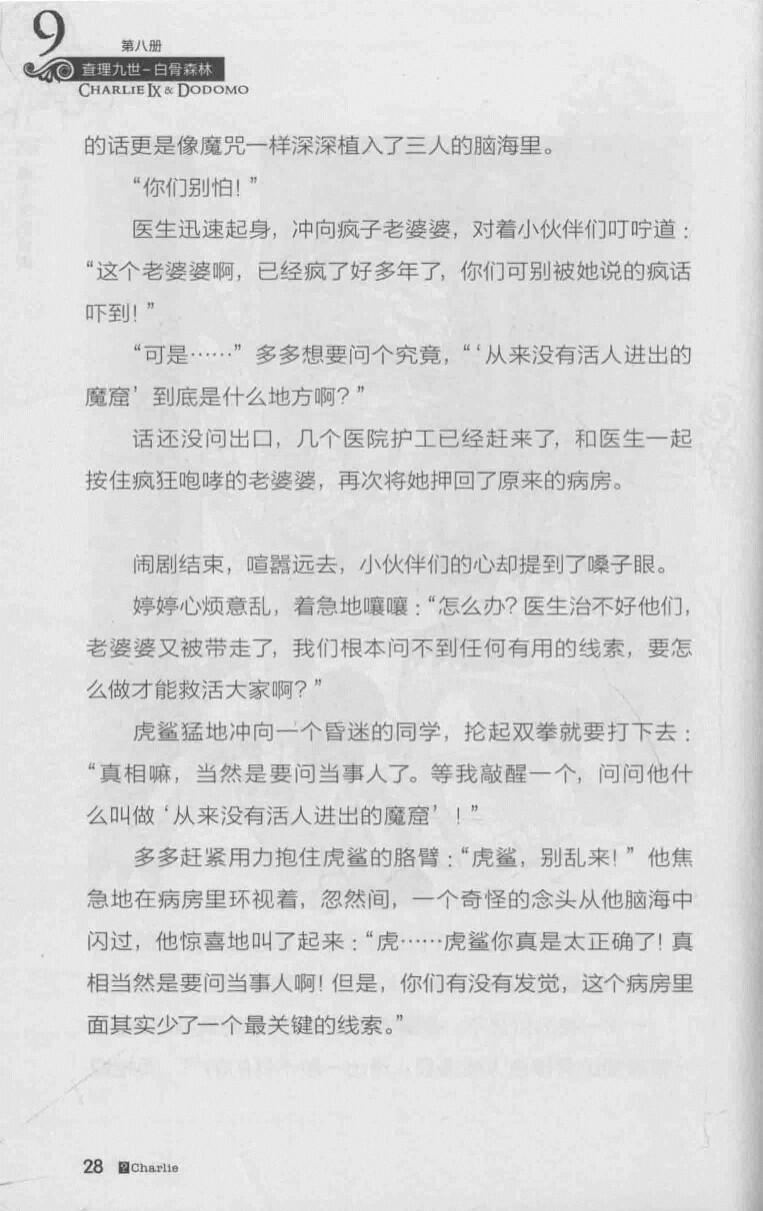 9
第八册
查理九世-白骨森林
CHARLIE IX & DODOMO
的话更是像魔咒一样深深植入了三人的脑海里。
“你们别怕！”
医生迅速起身，冲向疯子老婆婆，对着小伙伴们叮咛道：
“这个老婆婆啊，已经疯了好多年了，你们可别被她说的疯话
吓到！”
“可是……”多多想要问个究竟，“‘从来没有活人进出的
魔窟’到底是什么地方啊？”
话还没问出口，几个医院护工已经赶来了，和医生一起
按住疯狂咆哮的老婆婆，再次将她押回了原来的病房。
闹剧结束，喧嚣远去，小伙伴们的心却提到了嗓子眼。
婷婷心烦意乱，着急地嚷嚷：“怎么办？医生治不好他们，
老婆婆又被带走了，我们根本问不到任何有用的线索，要怎
么做才能救活大家啊？”
虎鲨猛地冲向一个昏迷的同学，抡起双拳就要打下去：
“真相嘛，当然是要问当事人了。等我敲醒一个，问问他什
么叫做‘从来没有活人进出的魔窟’！”
多多赶紧用力抱住虎鲨的胳臂：“虎鲨，别乱来！”他焦
急地在病房里环视着，忽然间，一个奇怪的念头从他脑海中
闪过，他惊喜地叫了起来：“虎……虎鲨你真是太正确了！真
相当然是要问当事人啊！但是，你们有没有发觉，这个病房里
面其实少了一个最关键的线索。”
28 ?Charlie